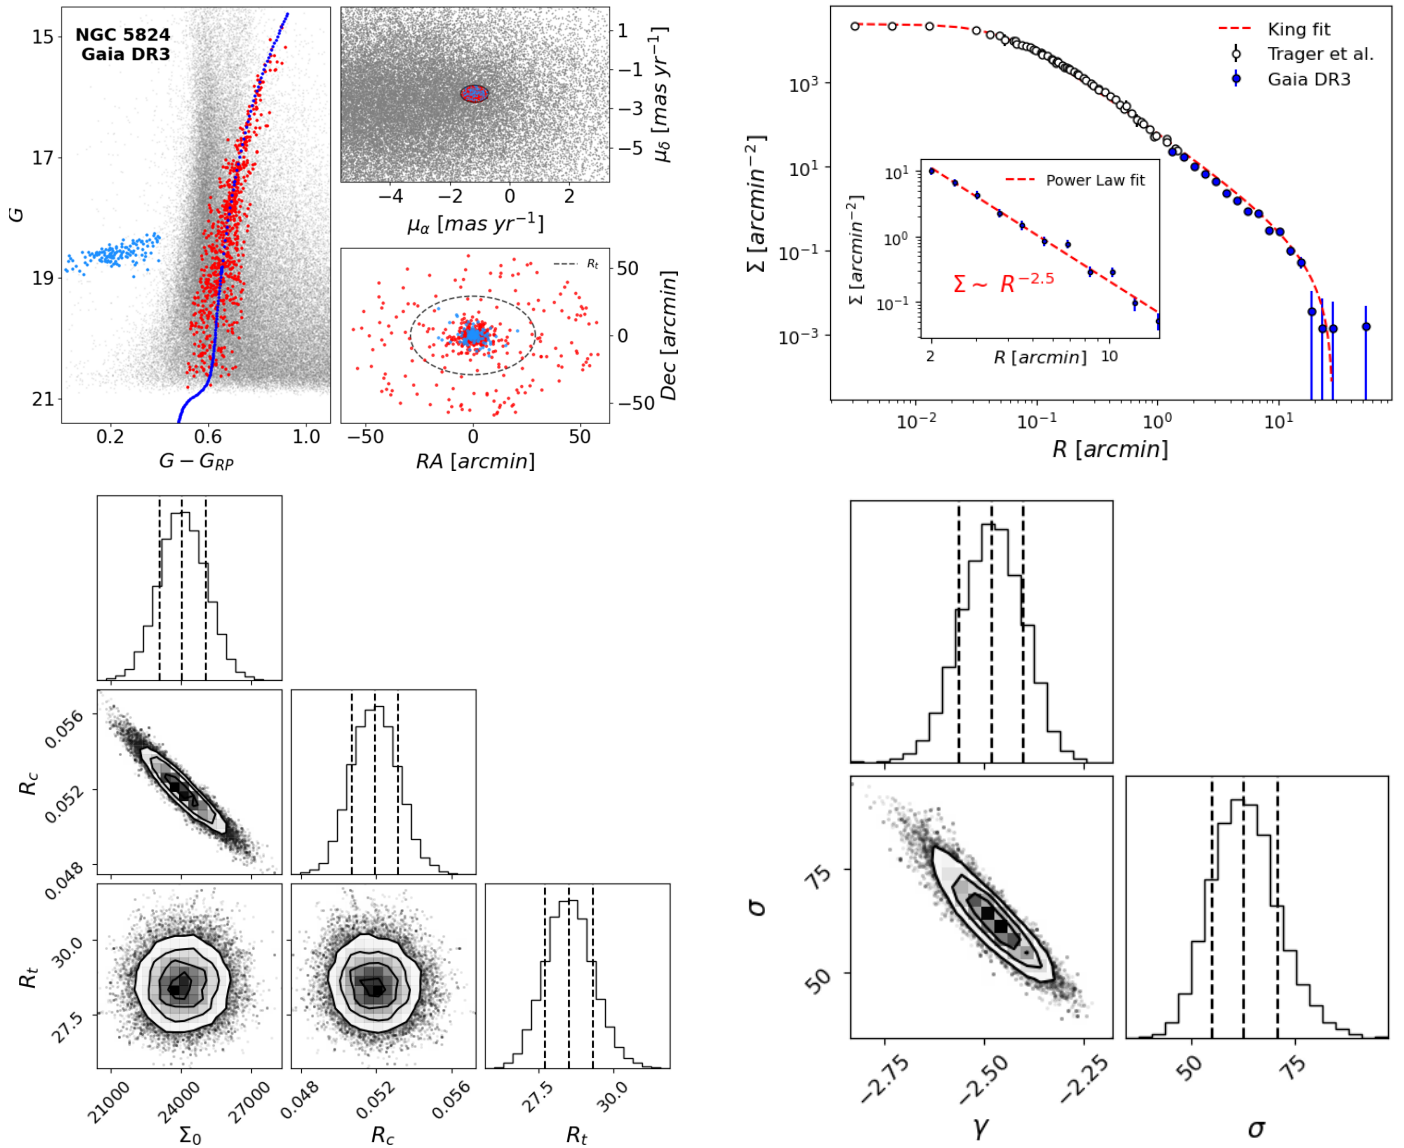 NGC 5824
Gaia DR3
15
17
19
21
G
0.2
0.6
1.0
G − G_RP
1
−1
−3
−5
μ_δ [mas yr⁻¹]
−4
−2
0
2
μ_α [mas yr⁻¹]
R_t
50
0
−50
Dec [arcmin]
−50
0
50
RA [arcmin]
King fit
Trager et al.
Gaia DR3
10³
10¹
10⁻¹
10⁻³
Σ [arcmin⁻²]
10⁻²
10⁻¹
10⁰
10¹
R [arcmin]
Power Law fit
10¹
10⁰
10⁻¹
Σ [arcmin⁻²]
Σ ∼ R⁻²·⁵
2
10
R [arcmin]
0.056
0.052
0.048
R_c
30.0
27.5
R_t
21000
24000
27000
Σ₀
0.048
0.052
0.056
R_c
27.5
30.0
R_t
75
50
σ
−2.75
−2.50
−2.25
γ
50
75
σ